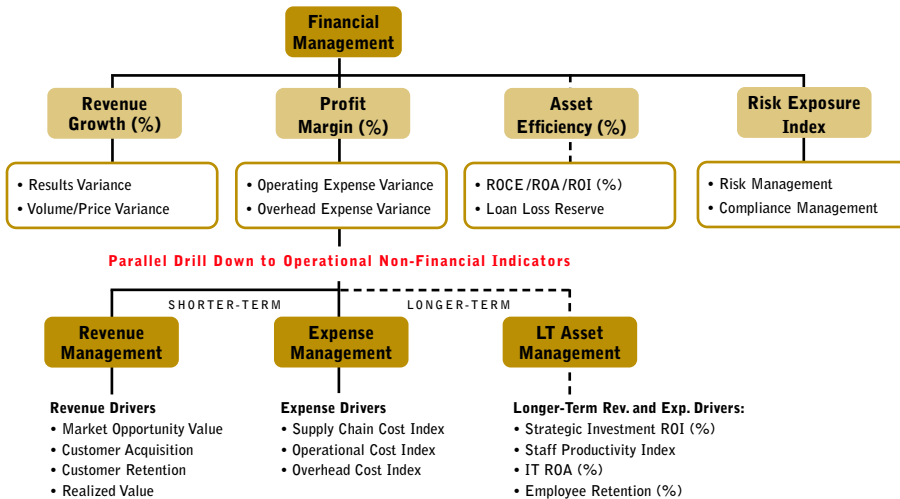 Financial
Management
Revenue
Growth (%)
Profit
Margin (%)
Asset
Efficiency (%)
Risk Exposure
Index
• Results Variance
• Volume/Price Variance
• Operating Expense Variance
• Overhead Expense Variance
• ROCE/ROA/ROI (%)
• Loan Loss Reserve
• Risk Management
• Compliance Management
Parallel Drill Down to Operational Non-Financial Indicators
SHORTER-TERM
LONGER-TERM
Revenue
Management
Expense
Management
LT Asset
Management
Revenue Drivers
• Market Opportunity Value
• Customer Acquisition
• Customer Retention
• Realized Value
Expense Drivers
• Supply Chain Cost Index
• Operational Cost Index
• Overhead Cost Index
Longer-Term Rev. and Exp. Drivers:
• Strategic Investment ROI (%)
• Staff Productivity Index
• IT ROA (%)
• Employee Retention (%)